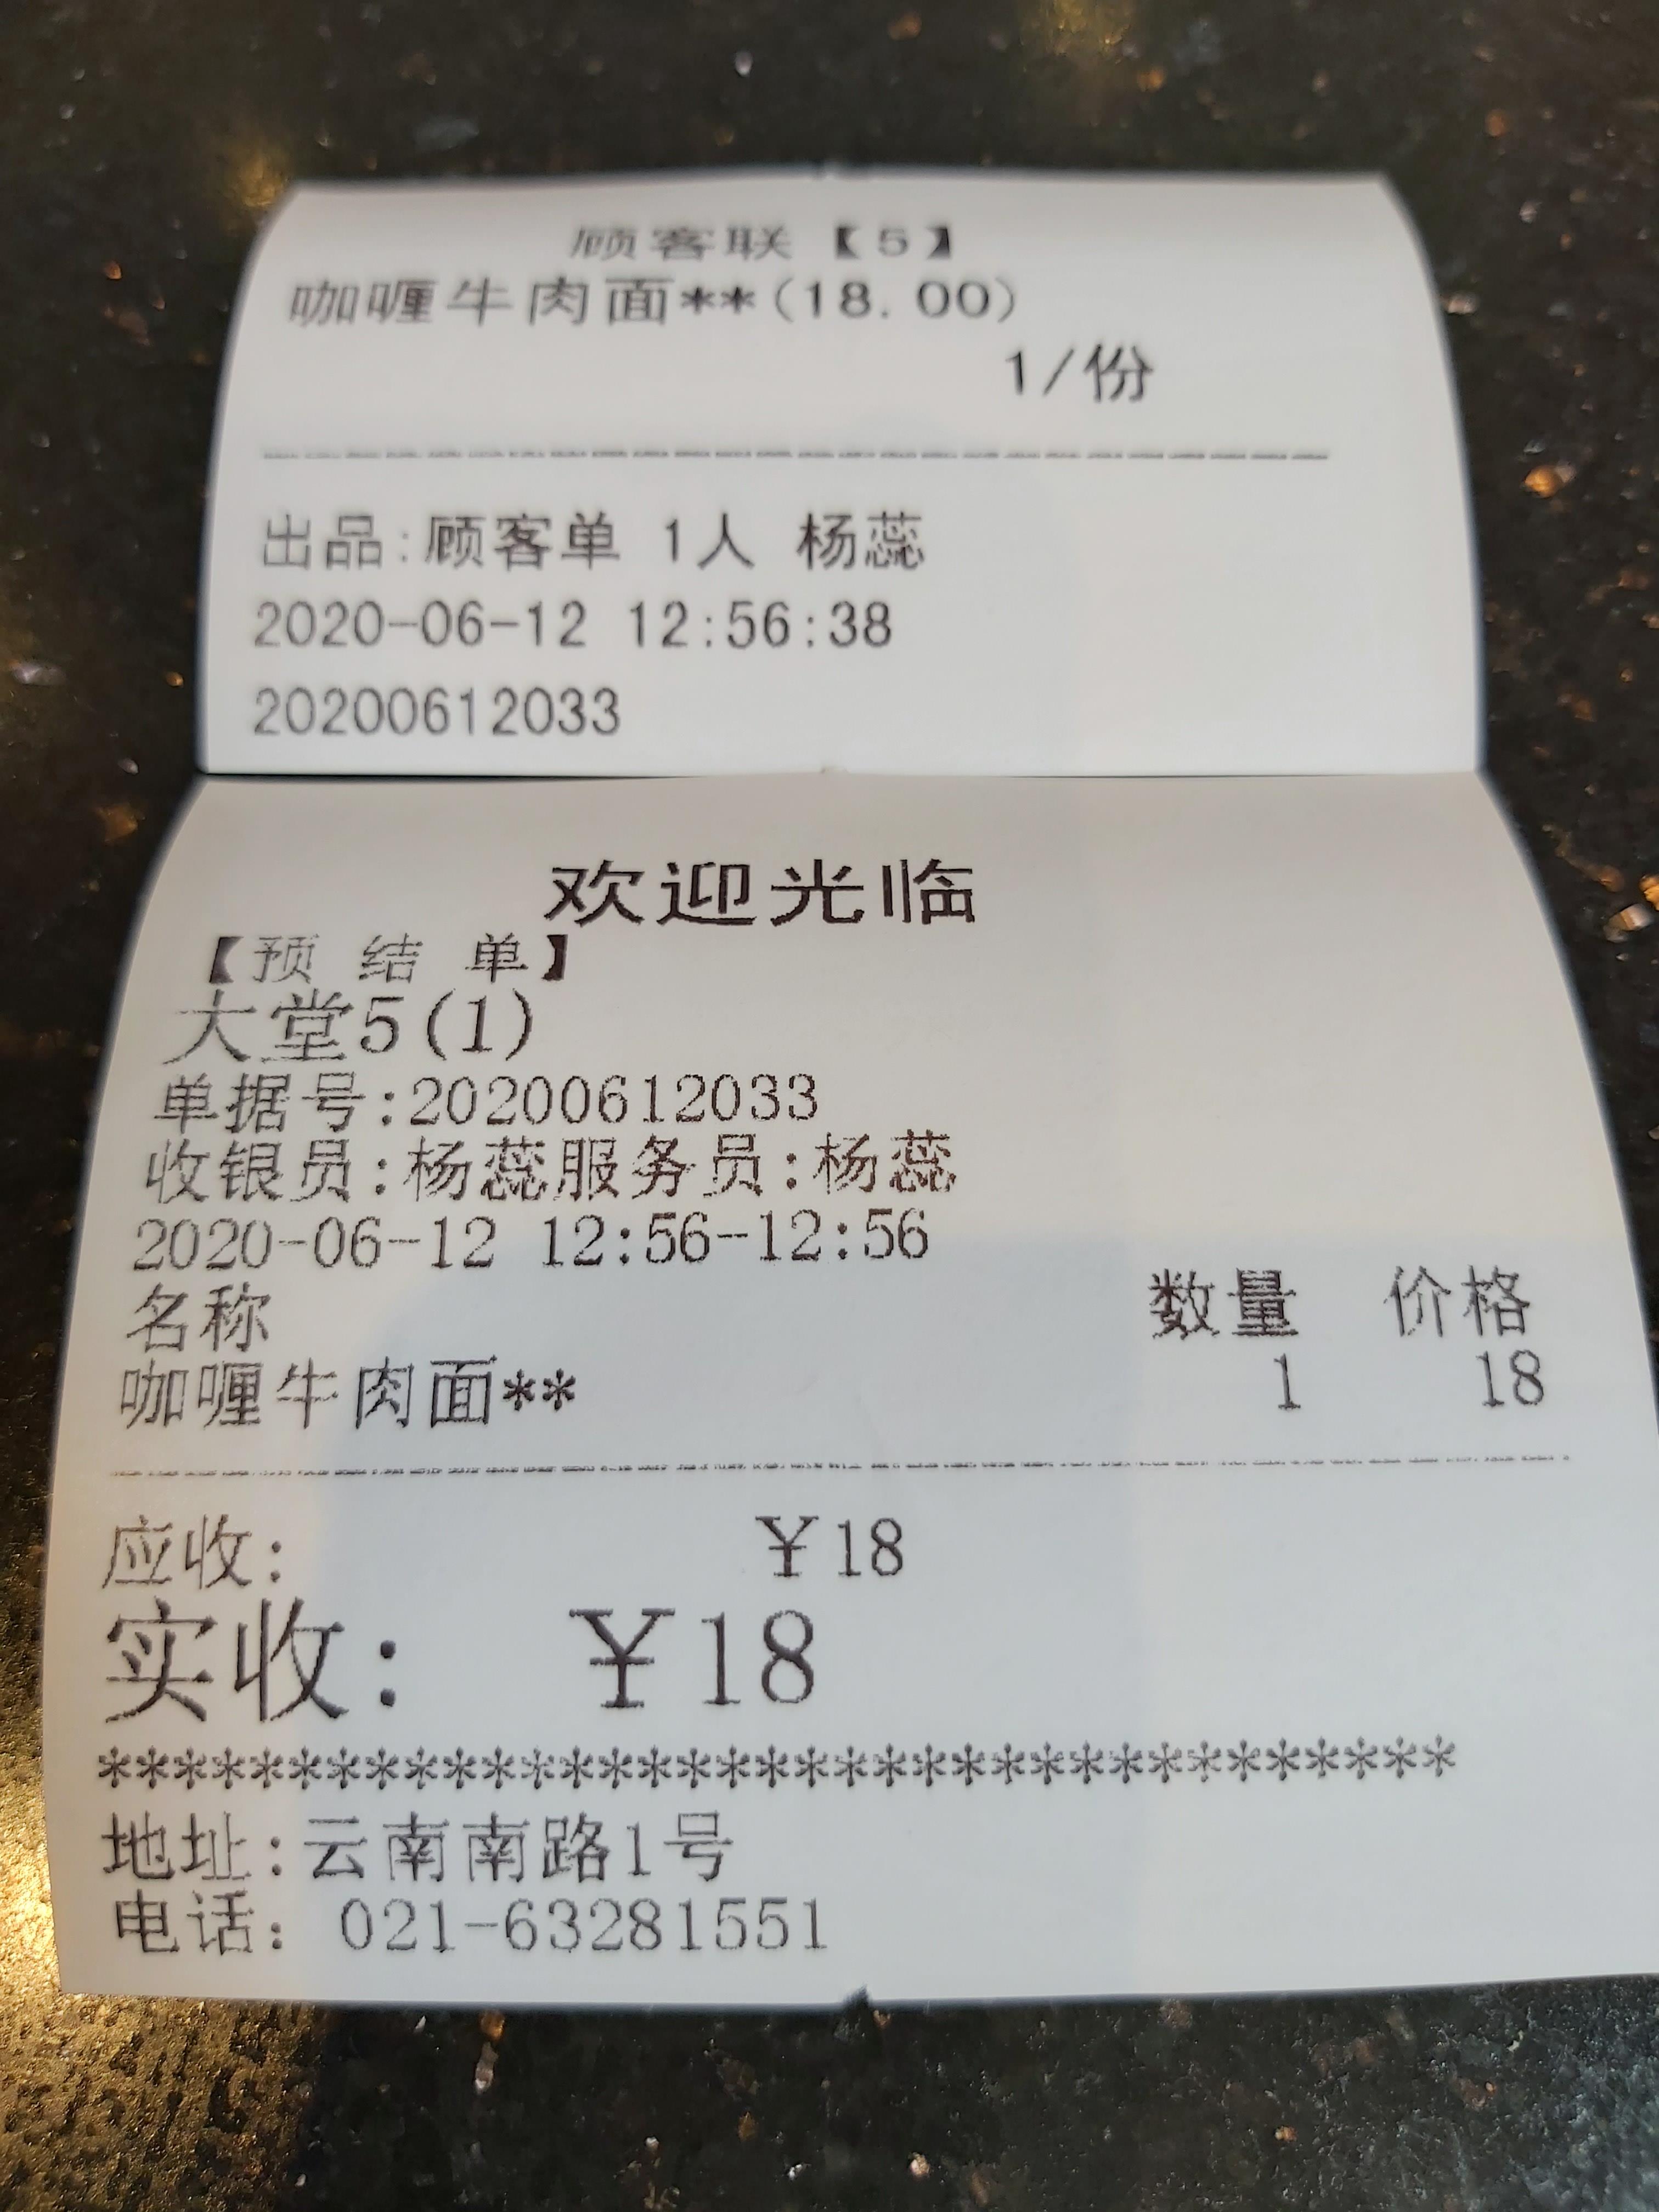 顾客联【5】
咖喱牛肉面**(18.00)
1/份
出品:顾客单 1人 杨蕊
2020-06-12 12:56:38
20200612033
欢迎光临
【预 结 单】
大堂5(1)
单据号:20200612033
收银员:杨蕊服务员:杨蕊
2020-06-12 12:56-12:56
名称 数量 价格
咖喱牛肉面** 1 18
应收: ¥18
实收: ¥18
***********************************
地址:云南南路1号
电话: 021-63281551